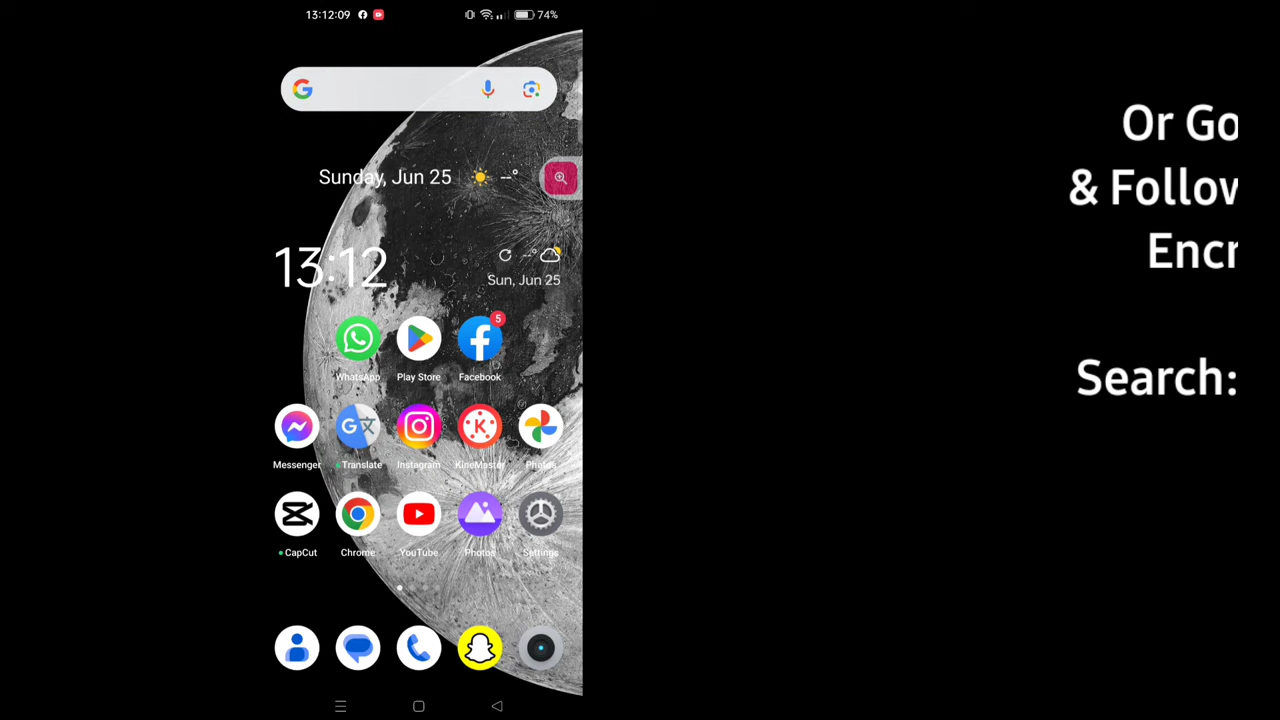 13:12:09
74%
Sunday, Jun 25
--°
13:12
--°
Sun, Jun 25
5
WhatsApp
Play Store
Facebook
Messenger
Translate
Instagram
KineMaster
Photos
CapCut
Chrome
YouTube
Photos
Settings
Or Go
& Follow
Encr
Search: